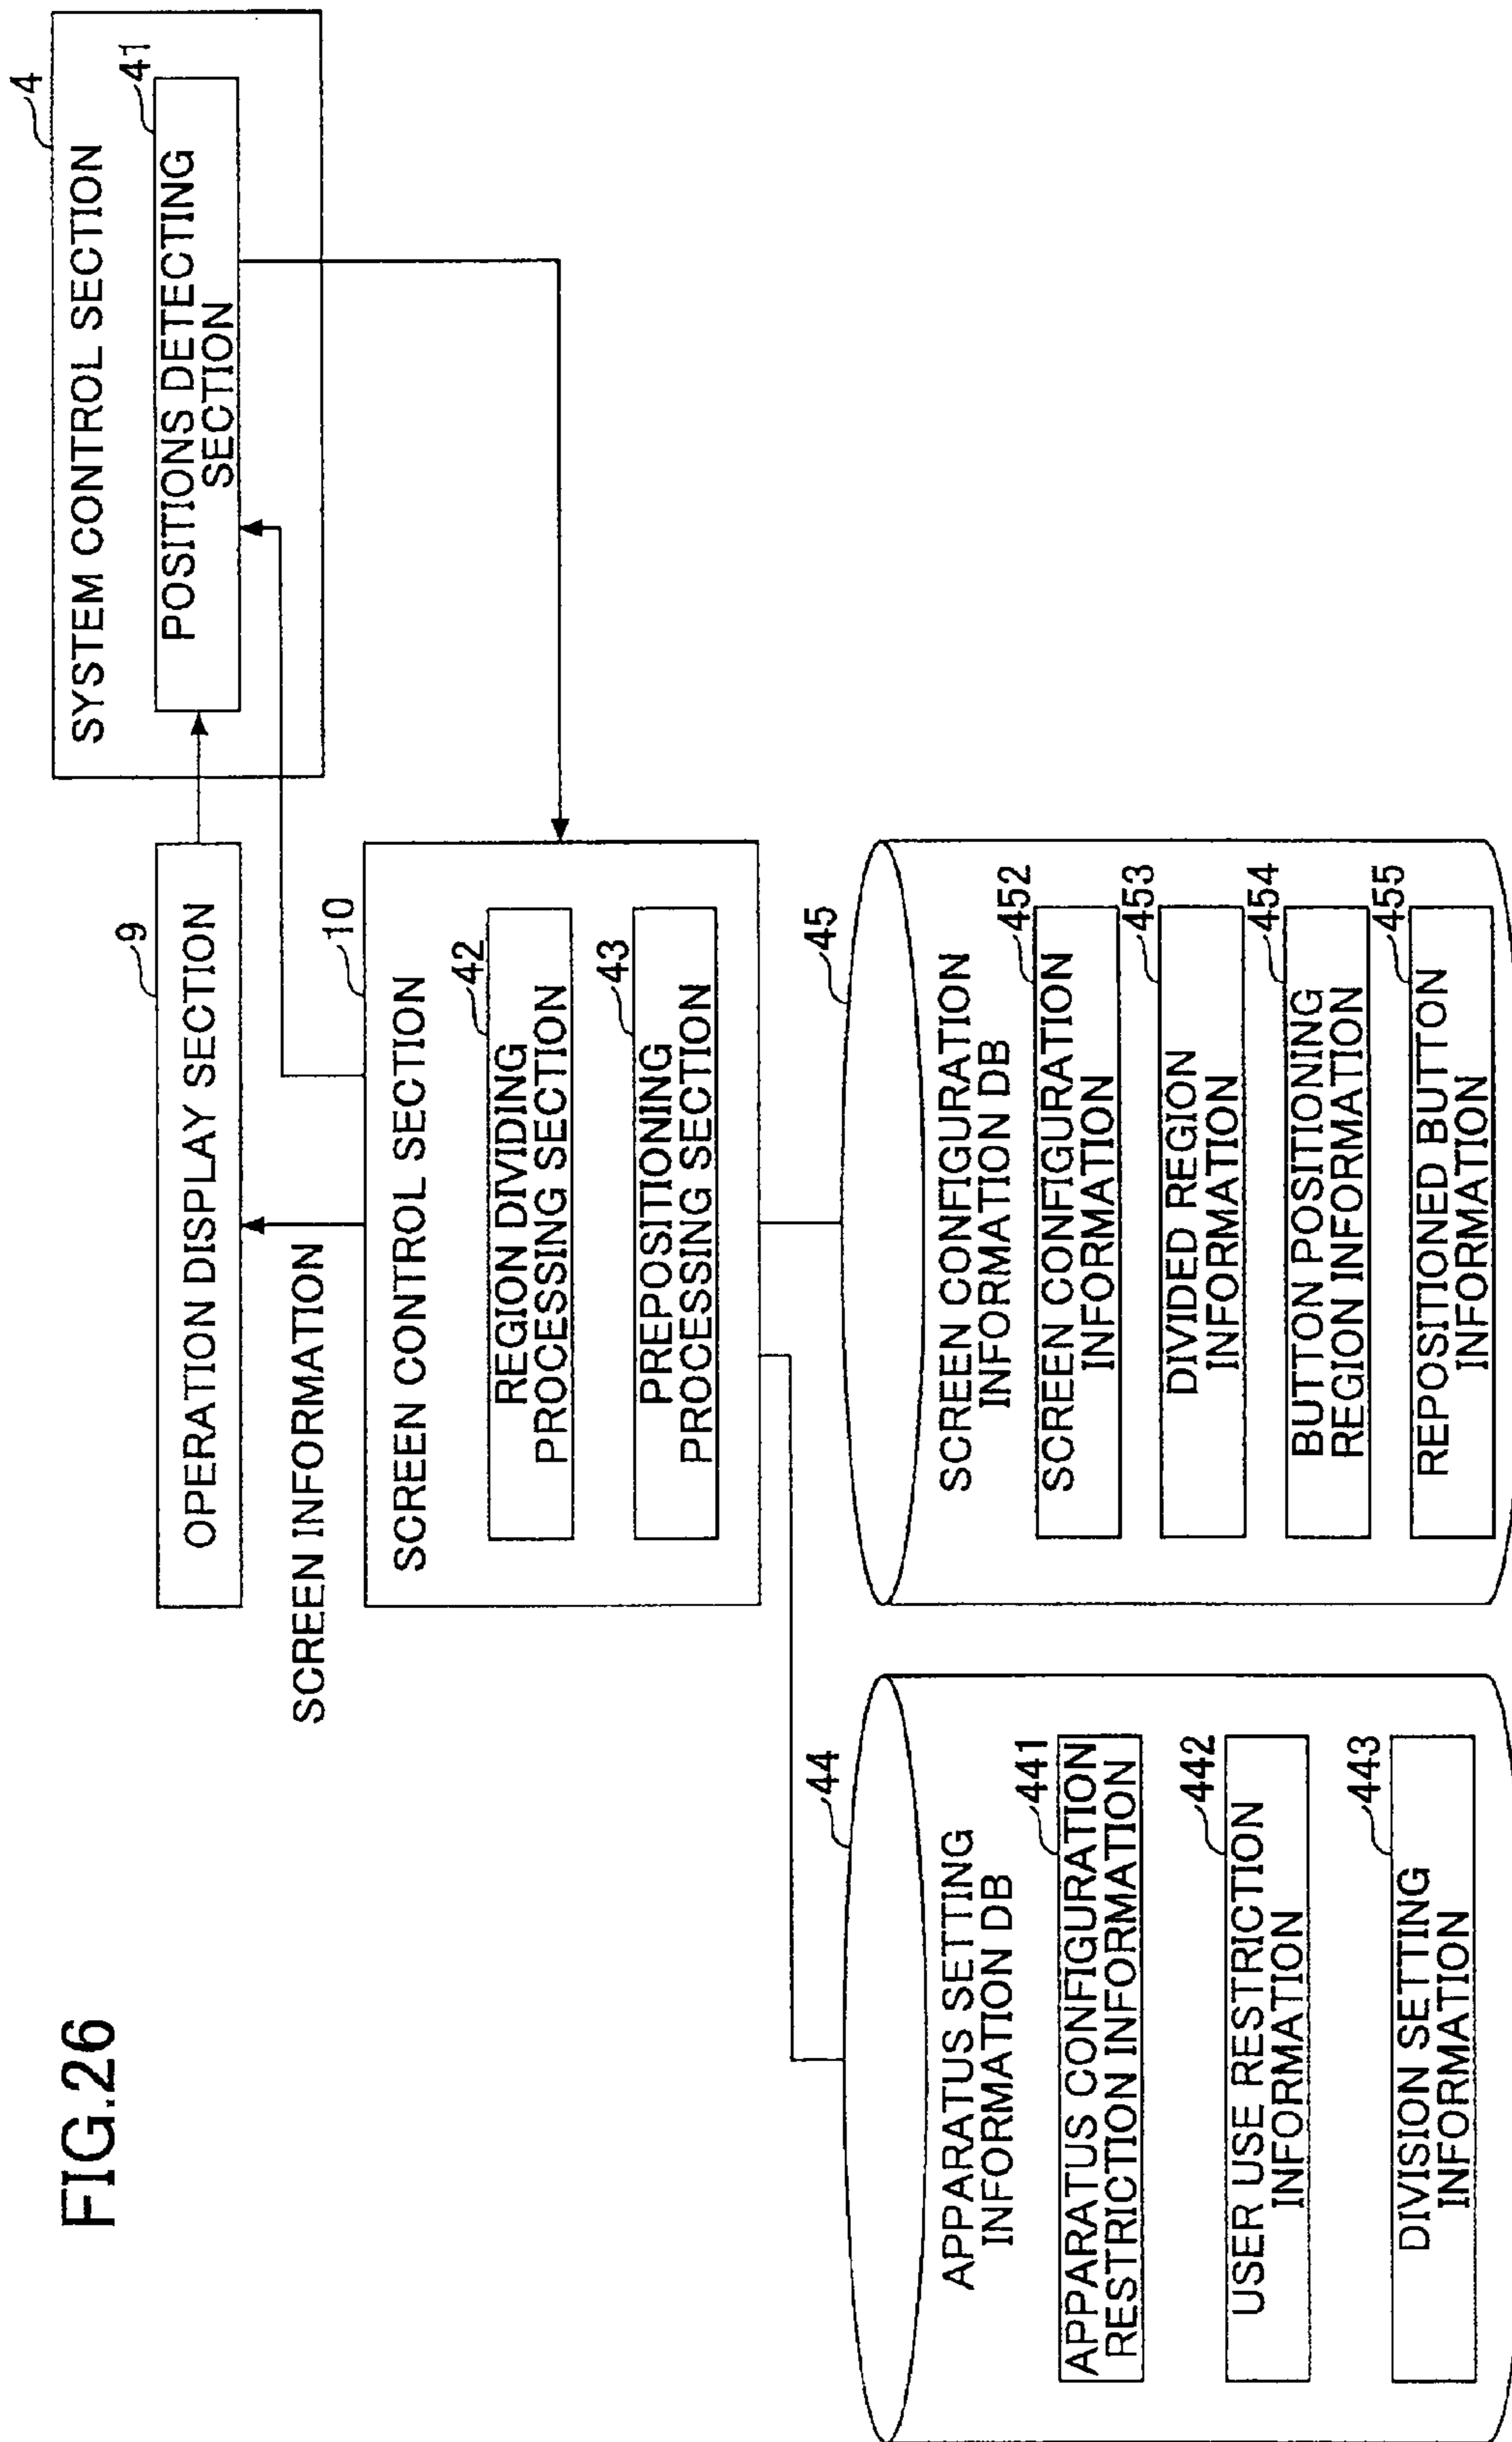 FIG.26
4
SYSTEM CONTROL SECTION
41
POSITIONS DETECTING
SECTION
9
OPERATION DISPLAY SECTION
SCREEN INFORMATION
10
SCREEN CONTROL SECTION
42
REGION DIVIDING
PROCESSING SECTION
43
PREPOSITIONING
PROCESSING SECTION
44
APPARATUS SETTING
INFORMATION DB
441
APPARATUS CONFIGURATION
RESTRICTION INFORMATION
442
USER USE RESTRICTION
INFORMATION
443
DIVISION SETTING
INFORMATION
45
SCREEN CONFIGURATION
INFORMATION DB
452
SCREEN CONFIGURATION
INFORMATION
453
DIVIDED REGION
INFORMATION
454
BUTTON POSITIONING
REGION INFORMATION
455
REPOSITIONED BUTTON
INFORMATION